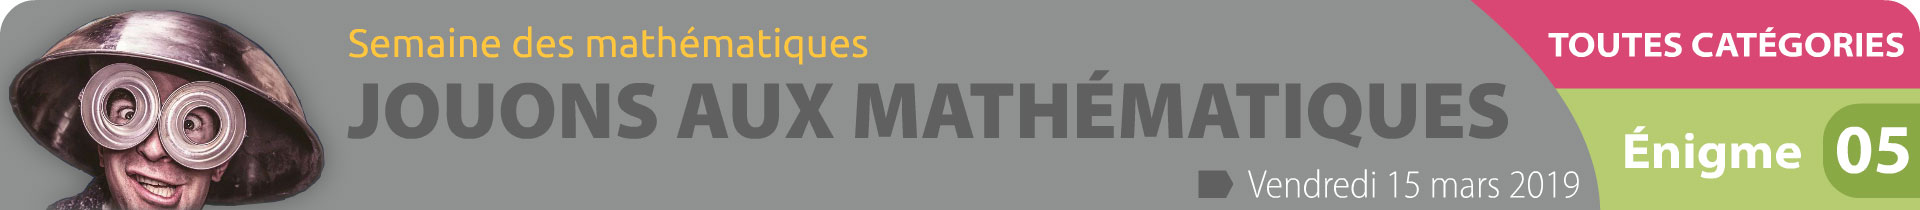 Semaine des mathématiques
JOUONS AUX MATHÉMATIQUES
Vendredi 15 mars 2019
TOUTES CATÉGORIES
Énigme 05